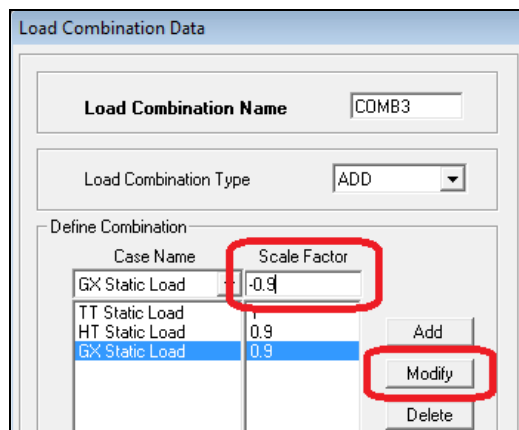 Load Combination Data
Load Combination Name COMB3
Load Combination Type ADD
Define Combination
Case Name Scale Factor
GX Static Load -0.9
TT Static Load 1
HT Static Load 0.9 Add
GX Static Load 0.9
Modify
Delete